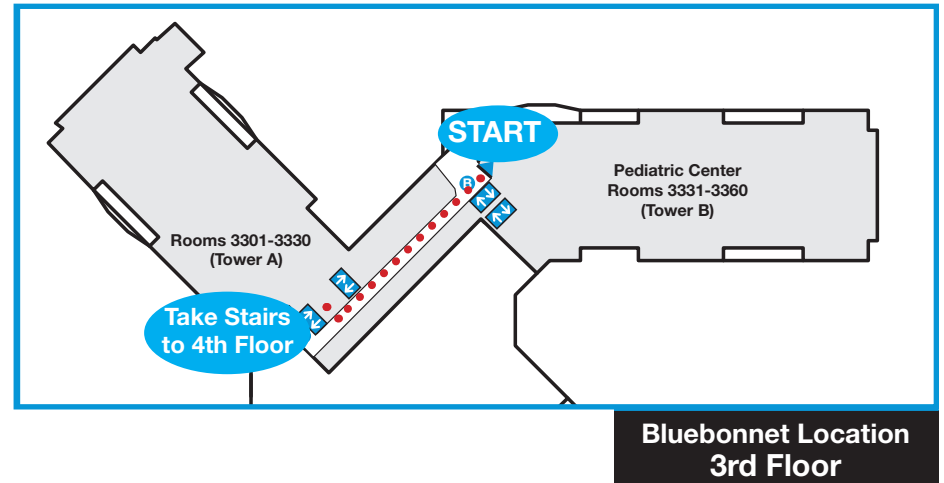 START
Pediatric Center
Rooms 3331-3360
(Tower B)
R
Rooms 3301-3330
(Tower A)
Take Stairs
to 4th Floor
Bluebonnet Location
3rd Floor